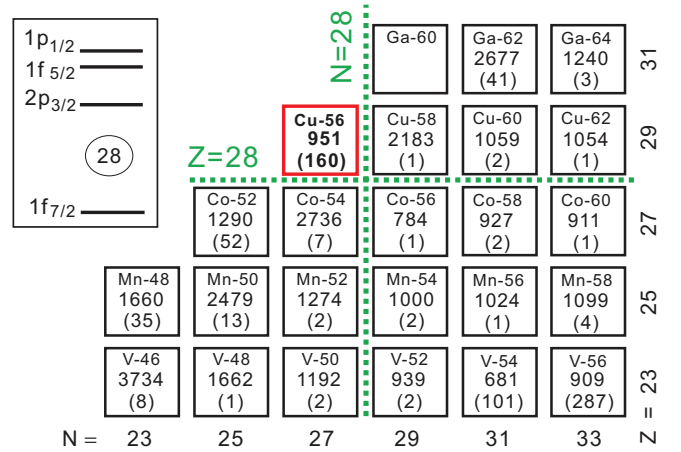 1p1/2
1f 5/2
2p3/2
28
1f7/2
N=28
Z=28
Ga-60
Ga-62
2677
(41)
Ga-64
1240
(3)
31
Cu-56
951
(160)
Cu-58
2183
(1)
Cu-60
1059
(2)
Cu-62
1054
(1)
29
Co-52
1290
(52)
Co-54
2736
(7)
Co-56
784
(1)
Co-58
927
(2)
Co-60
911
(1)
27
Mn-48
1660
(35)
Mn-50
2479
(13)
Mn-52
1274
(2)
Mn-54
1000
(2)
Mn-56
1024
(1)
Mn-58
1099
(4)
25
V-46
3734
(8)
V-48
1662
(1)
V-50
1192
(2)
V-52
939
(2)
V-54
681
(101)
V-56
909
(287)
Z = 23
N = 23 25 27 29 31 33